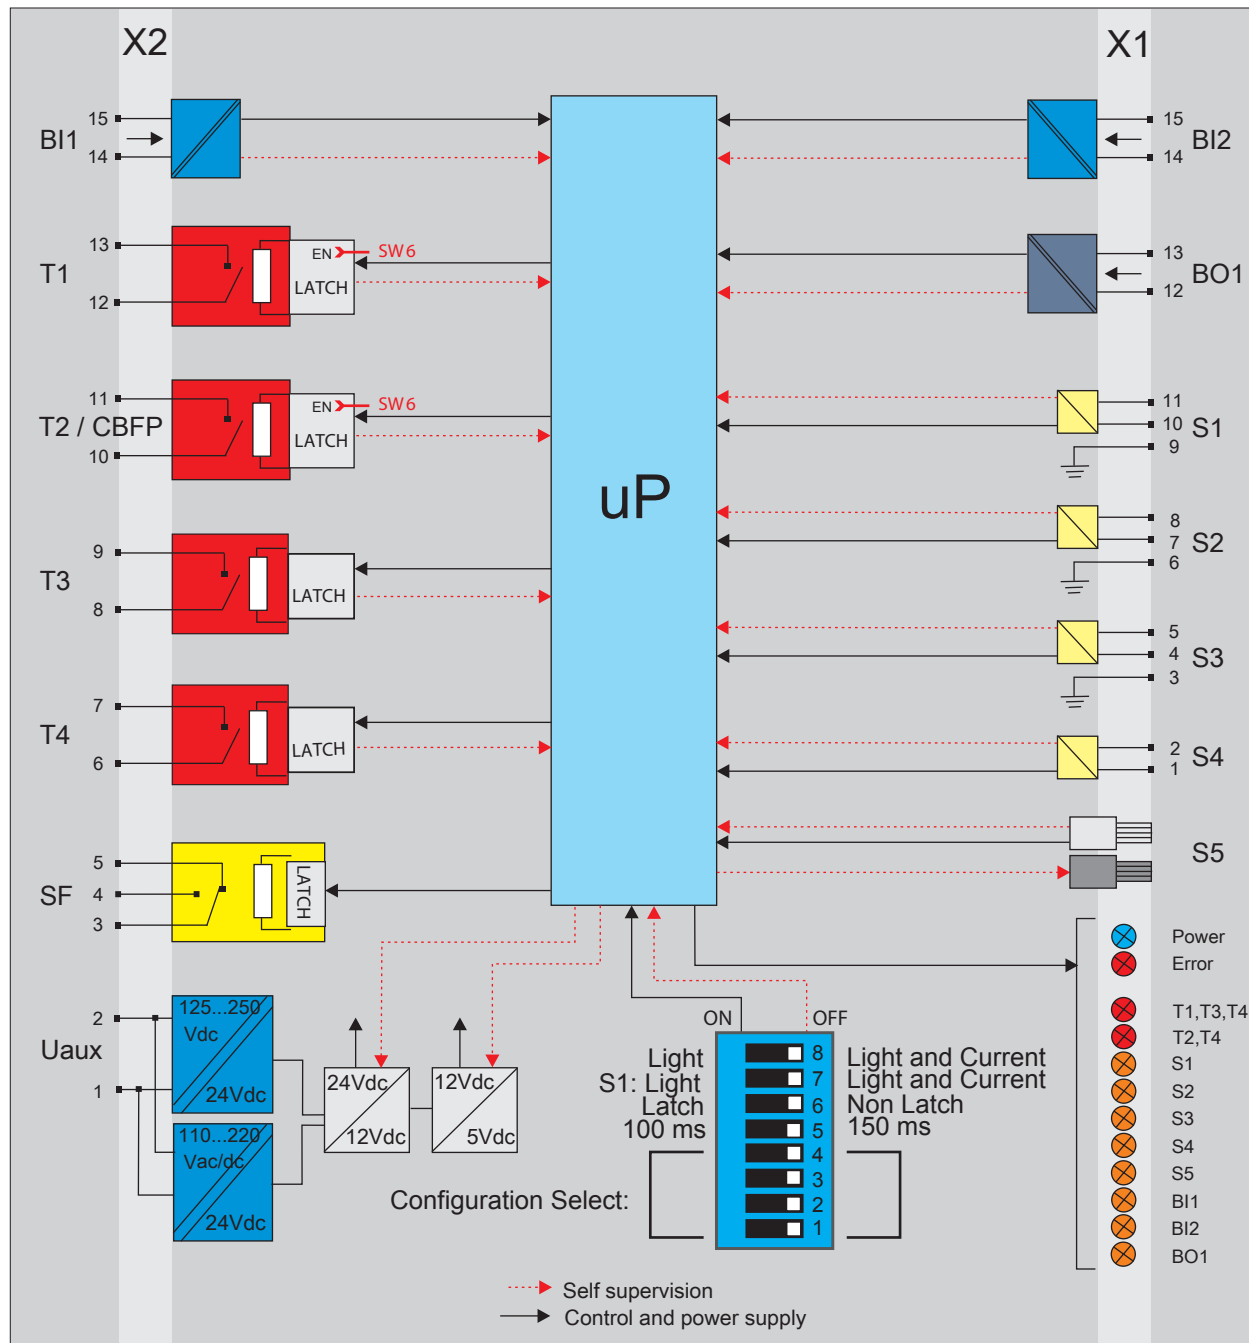 X2
X1
15
BI1
14
15
BI2
14
13
T1
12
EN
SW6
LATCH
13
BO1
12
11
T2 / CBFP
10
EN
SW6
LATCH
11
10
S1
9
uP
8
7
S2
6
9
T3
8
LATCH
5
4
S3
3
7
T4
6
LATCH
2
S4
1
5
SF
4
3
LATCH
S5
2
Uaux
1
125...250
Vdc
24Vdc
110...220
Vac/dc
24Vdc
24Vdc
12Vdc
12Vdc
5Vdc
ON
OFF
Light
8
Light and Current
S1: Light
7
Light and Current
Latch
6
Non Latch
100 ms
5
150 ms
4
3
Configuration Select:
2
1
Power
Error
T1,T3,T4
T2,T4
S1
S2
S3
S4
S5
BI1
BI2
BO1
Self supervision
Control and power supply